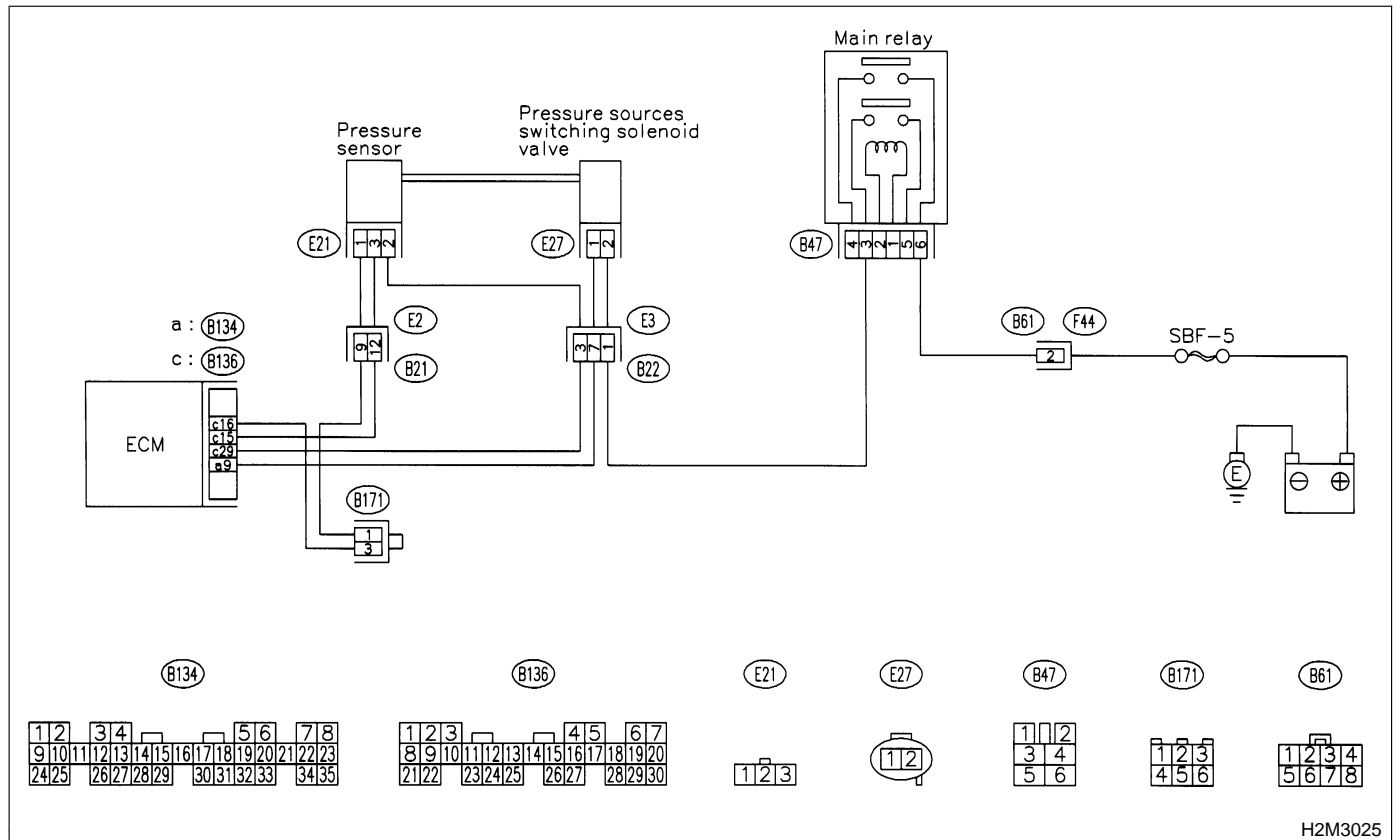 Main relay
Pressure sources
switching solenoid
valve
Pressure
sensor
E21
1 3 2
E27
1 2
B47
4 3 2 1 5 6
a : B134
c : B136
E2
9 12
B21
E3
3 7 1
B22
B61
F44
2
SBF-5
ECM
c16
c15
c29
a9
E
⊖ ⊕
B171
1
3
B134
1 2 3 4 5 6 7 8
9 10 11 12 13 14 15 16 17 18 19 20 21 22 23
24 25 26 27 28 29 30 31 32 33 34 35
B136
1 2 3 4 5 6 7
8 9 10 11 12 13 14 15 16 17 18 19 20
21 22 23 24 25 26 27 28 29 30
E21
1 2 3
E27
1 2
B47
1 2
3 4
5 6
B171
1 2 3
4 5 6
B61
1 2 3 4
5 6 7 8
H2M3025